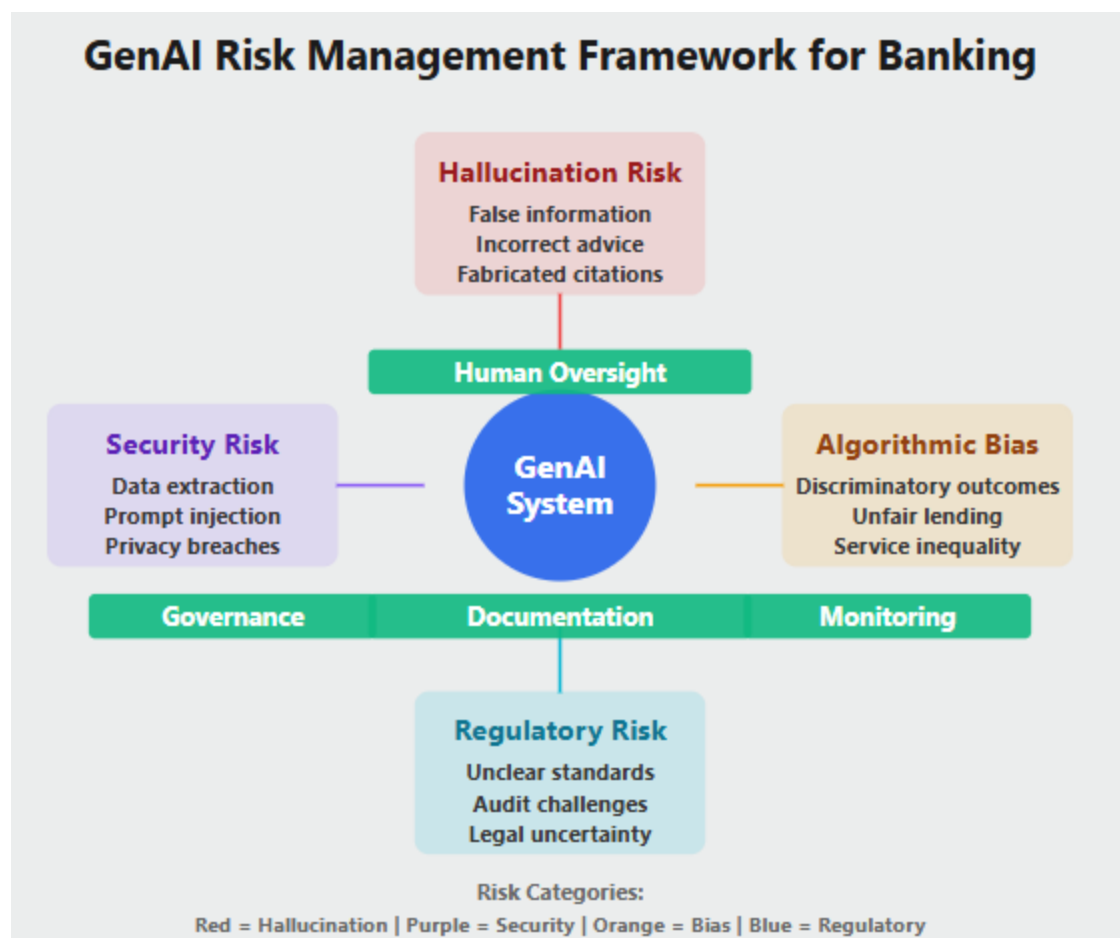 GenAI Risk Management Framework for Banking
Hallucination Risk
False information
Incorrect advice
Fabricated citations
Human Oversight
Security Risk
Data extraction
Prompt injection
Privacy breaches
GenAI
System
Algorithmic Bias
Discriminatory outcomes
Unfair lending
Service inequality
Governance
Documentation
Monitoring
Regulatory Risk
Unclear standards
Audit challenges
Legal uncertainty
Risk Categories:
Red = Hallucination | Purple = Security | Orange = Bias | Blue = Regulatory